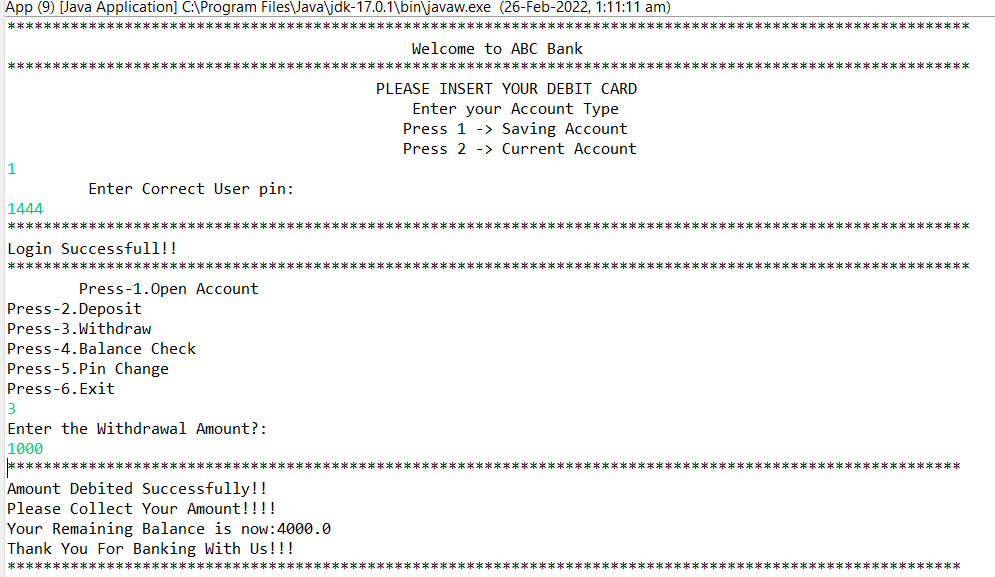 App (9) [Java Application] C:\Program Files\Java\jdk-17.0.1\bin\javaw.exe (26-Feb-2022, 1:11:11 am)
***********************************************************************************************************
Welcome to ABC Bank
***********************************************************************************************************
PLEASE INSERT YOUR DEBIT CARD
Enter your Account Type
Press 1 -> Saving Account
Press 2 -> Current Account
1
Enter Correct User pin:
1444
***********************************************************************************************************
Login Successfull!!
***********************************************************************************************************
Press-1.Open Account
Press-2.Deposit
Press-3.Withdraw
Press-4.Balance Check
Press-5.Pin Change
Press-6.Exit
3
Enter the Withdrawal Amount?:
1000
**********************************************************************************************************
Amount Debited Successfully!!
Please Collect Your Amount!!!!
Your Remaining Balance is now:4000.0
Thank You For Banking With Us!!!
**********************************************************************************************************